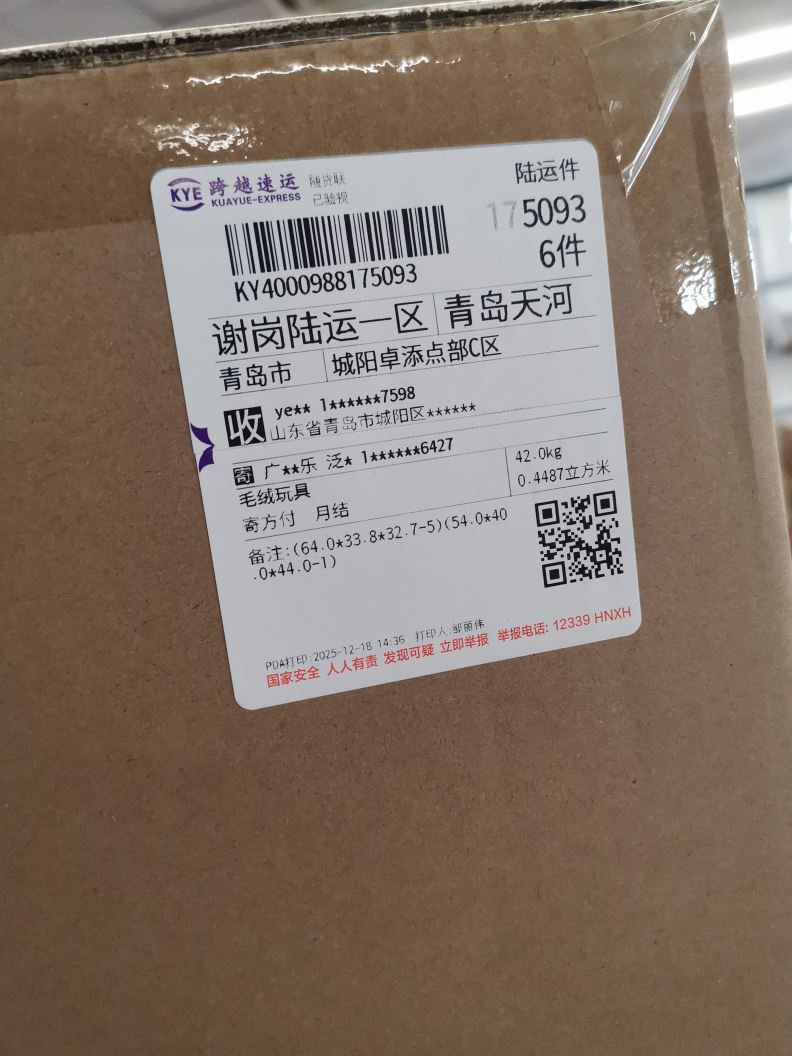 KYE 跨越速运 随货联
KUAYUE-EXPRESS 已验视
陆运件
175093
6件
KY4000988175093
谢岗陆运一区 青岛天河
青岛市 城阳卓添点部C区
收 ye** 1******7598
山东省青岛市城阳区******
寄 广**乐 泛* 1******6427
毛绒玩具
寄方付 月结
42.0kg
0.4487立方米
备注:(64.0*33.8*32.7-5)(54.0*40
.0*44.0-1)
PDA打印:2025-12-18 14:36 打印人:邹丽伟
国家安全 人人有责 发现可疑 立即举报 举报电话: 12339 HNXH